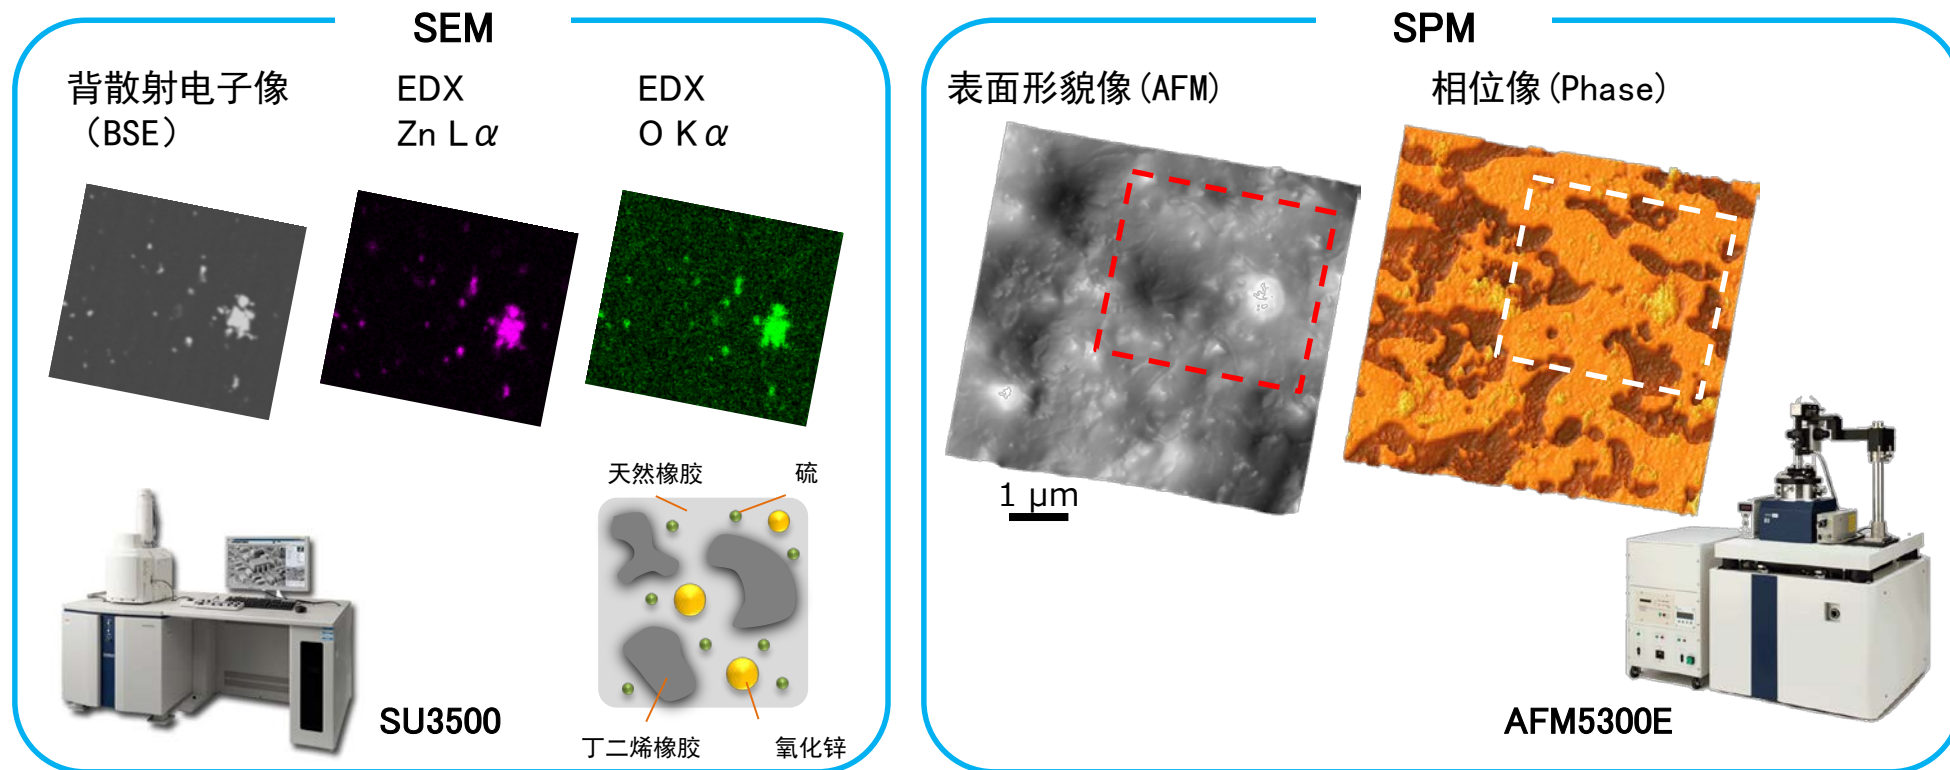 SEM
背散射电子像
（BSE）
EDX
Zn Lα
EDX
O Kα
天然橡胶
硫
丁二烯橡胶
氧化锌
SU3500
SPM
表面形貌像(AFM)
相位像(Phase)
1 μm
AFM5300E